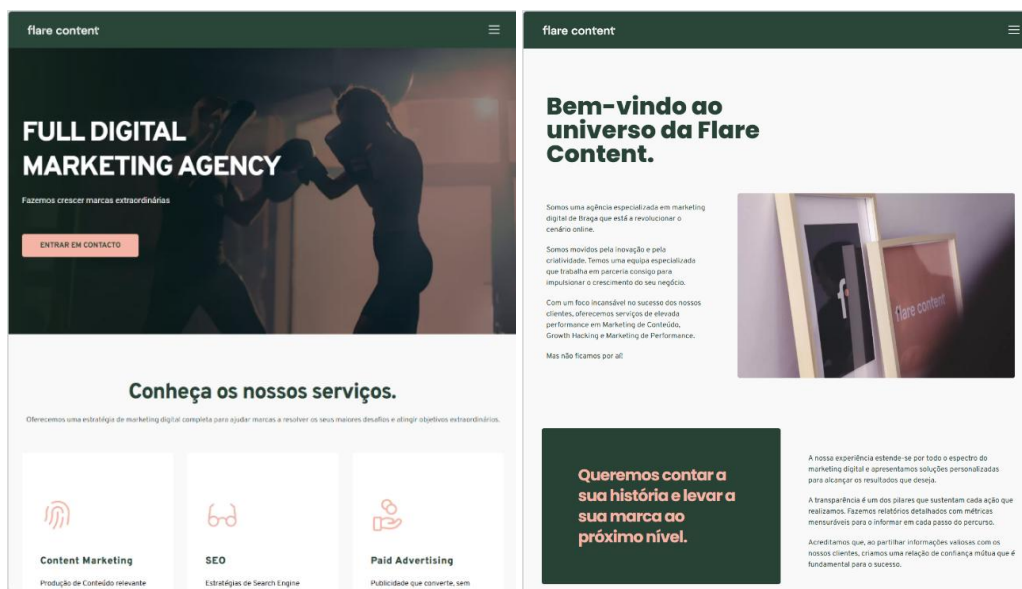 flare content
FULL DIGITAL
MARKETING AGENCY
Fazemos crescer marcas extraordinárias
ENTRAR EM CONTACTO
Conheça os nossos serviços.
Oferecemos uma estratégia de marketing digital completa para ajudar marcas a resolver os seus maiores desafios e atingir objetivos extraordinários.
Content Marketing
Produção de Conteúdo relevante
SEO
Estratégias de Search Engine
Paid Advertising
Publicidade que converte, sem
flare content
Bem-vindo ao
universo da Flare
Content.
Somos uma agência especializada em marketing
digital de Braga que está a revolucionar o
cenário online.
Somos movidos pela inovação e pela
criatividade. Temos uma equipa especializada
que trabalha em parceria consigo para
impulsionar o crescimento do seu negócio.
Com um foco incansável no sucesso dos nossos
clientes, oferecemos serviços de elevada
performance em Marketing de Conteúdo,
Growth Hacking e Marketing de Performance.
Mas não ficamos por aí!
f
flare content
Queremos contar a
sua história e levar a
sua marca ao
próximo nível.
A nossa experiência estende-se por todo o espectro do
marketing digital e apresentamos soluções personalizadas
para alcançar os resultados que deseja.
A transparência é um dos pilares que sustentam cada ação que
realizamos. Fazemos relatórios detalhados com métricas
mensuráveis para o informar em cada passo do percurso.
Acreditamos que, ao partilhar informações valiosas com os
nossos clientes, criamos uma relação de confiança mútua que é
fundamental para o sucesso.